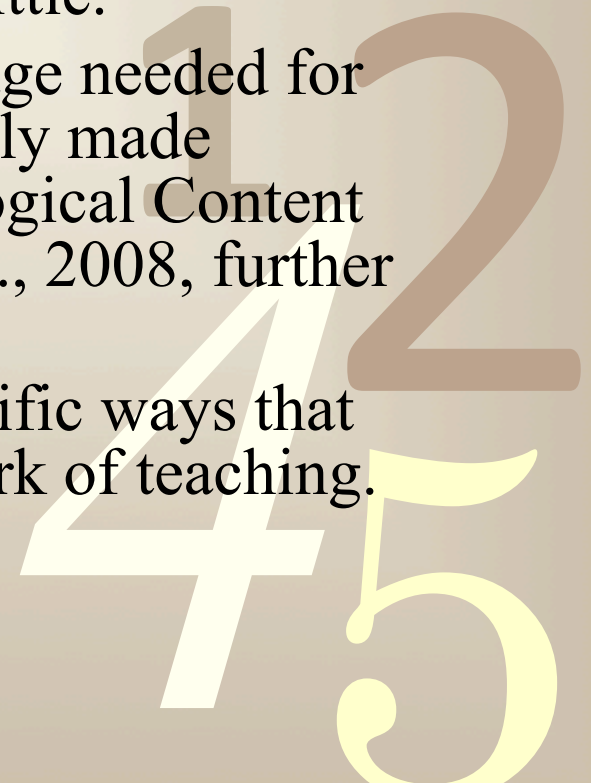 ge needed for
ly made
ogical Content
., 2008, further
ific ways that
rk of teaching.
1 2
4
5